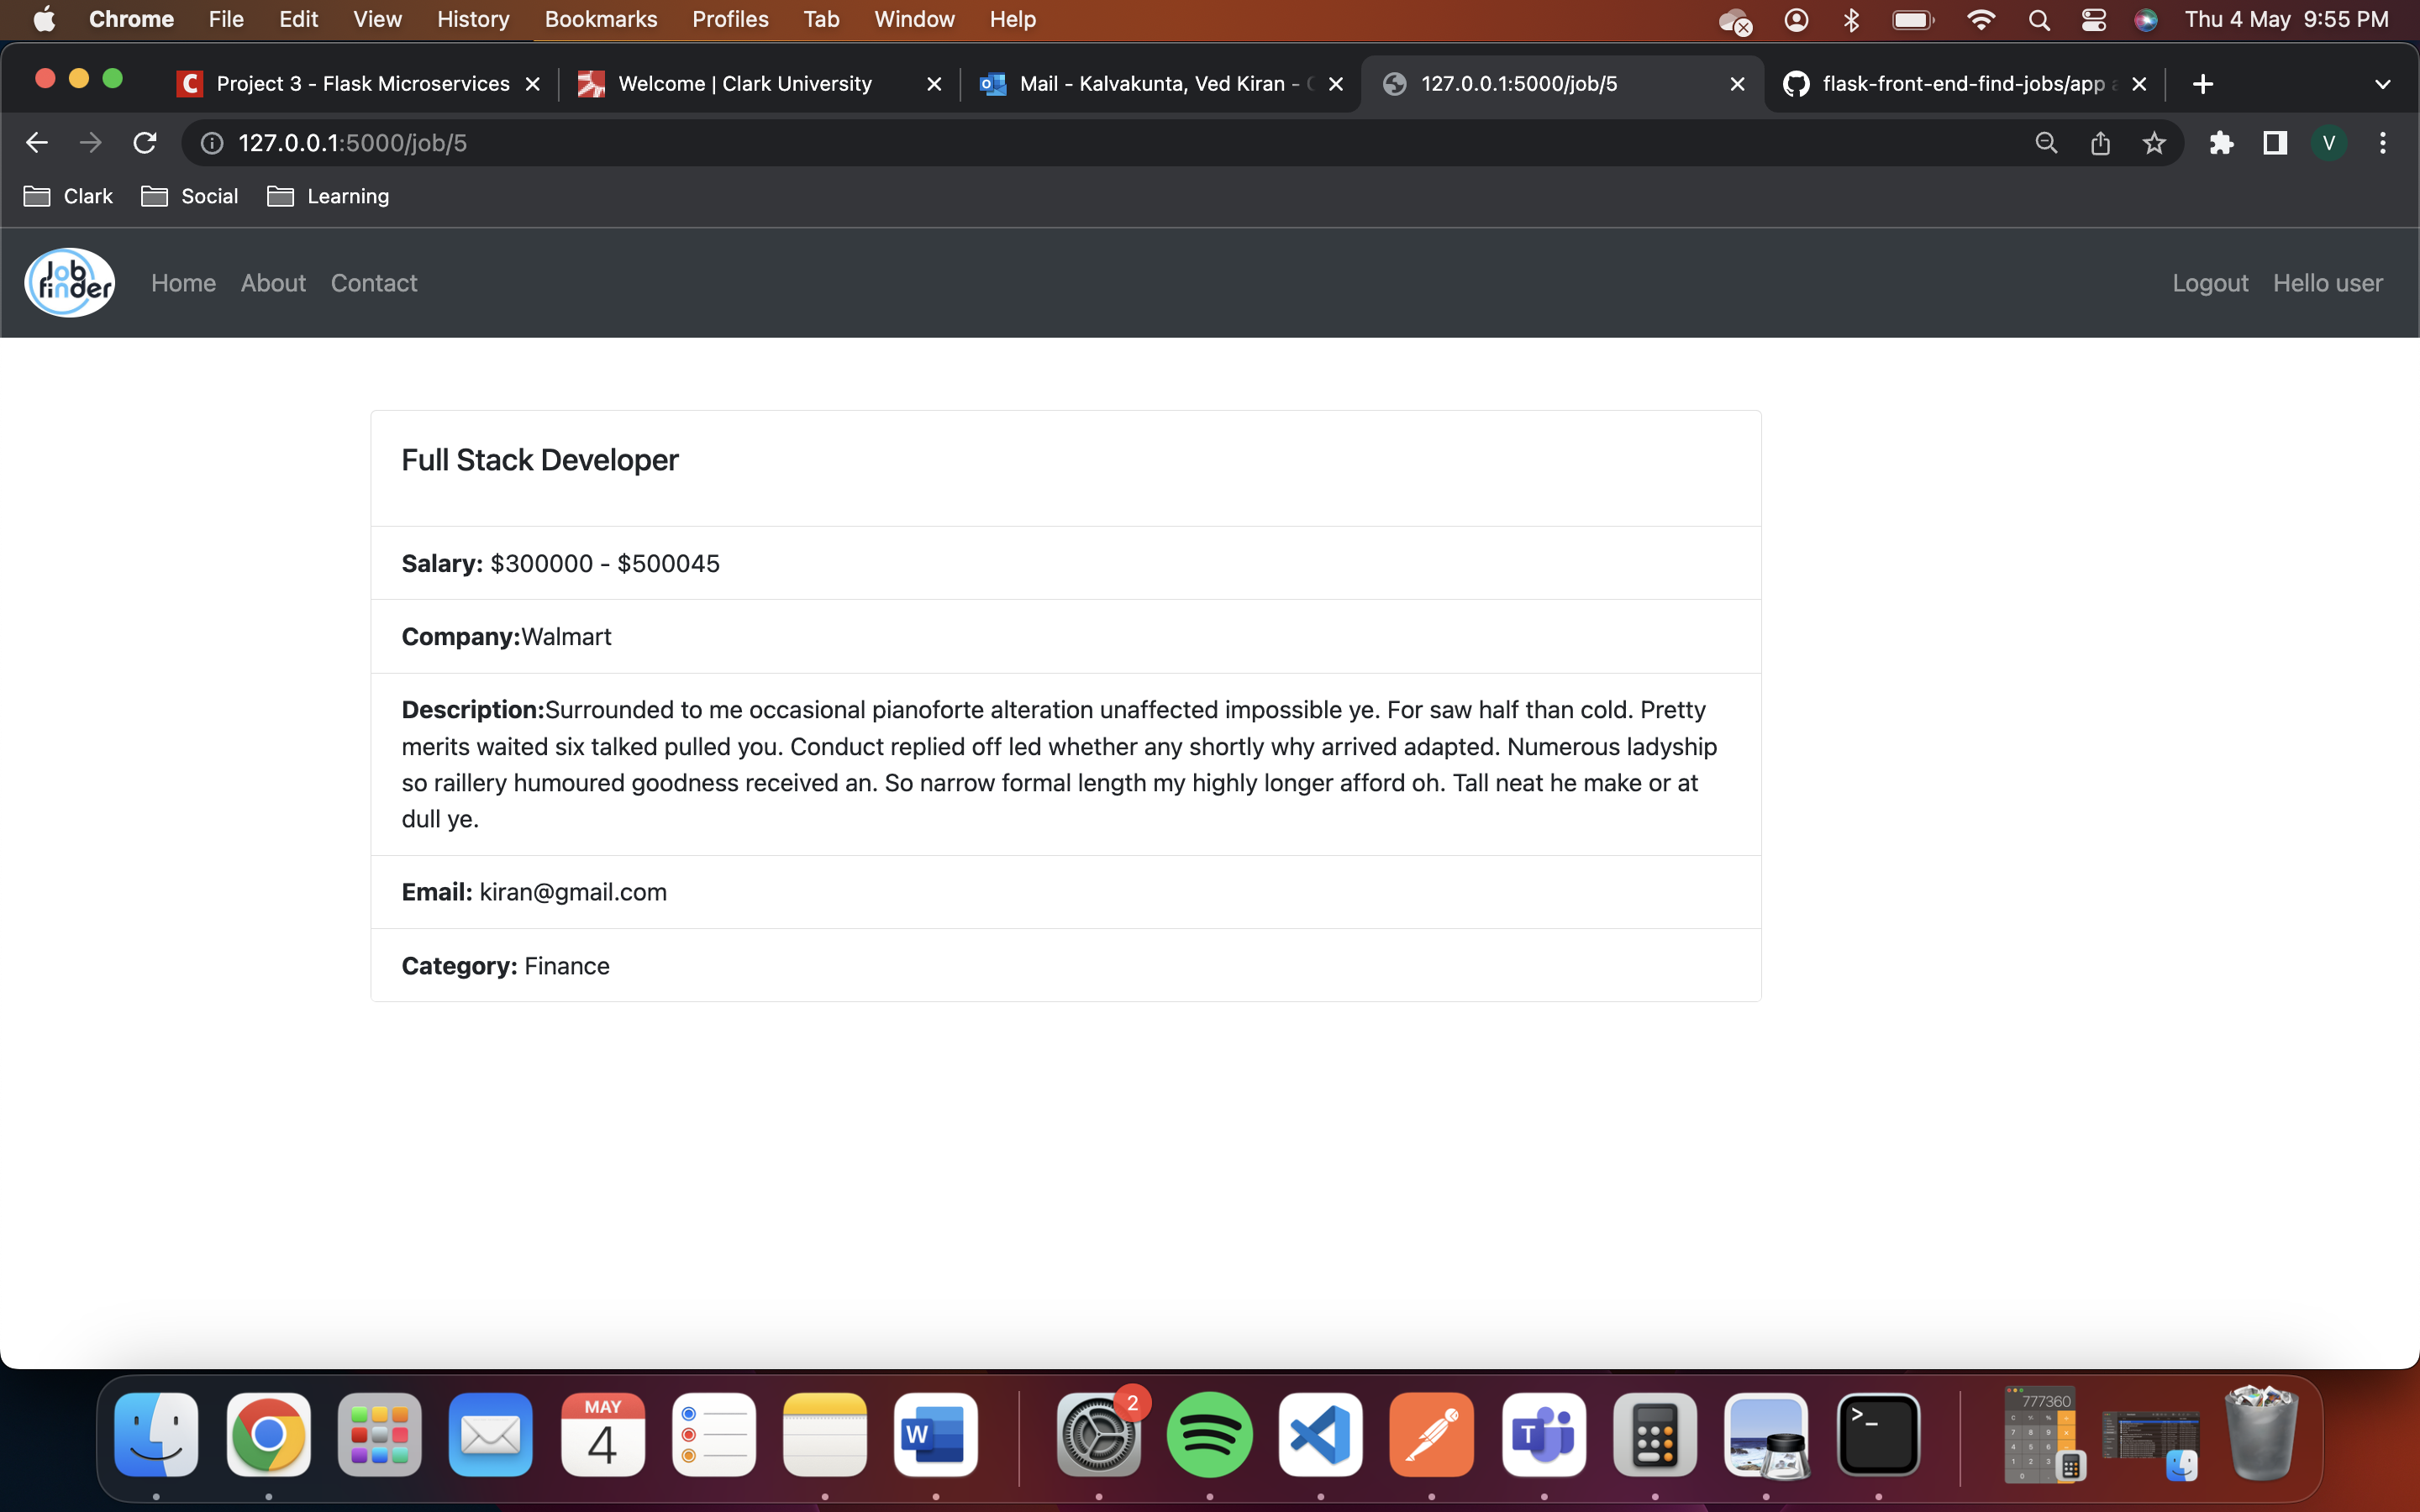 Chrome File Edit View History Bookmarks Profiles Tab Window Help Thu 4 May 9:55 PM
Project 3 - Flask Microservices Welcome | Clark University Mail - Kalvakunta, Ved Kiran - 127.0.0.1:5000/job/5 flask-front-end-find-jobs/app
127.0.0.1:5000/job/5 V
Clark Social Learning
Job
finder
Home About Contact Logout Hello user
Full Stack Developer
Salary: $300000 - $500045
Company:Walmart
Description:Surrounded to me occasional pianoforte alteration unaffected impossible ye. For saw half than cold. Pretty
merits waited six talked pulled you. Conduct replied off led whether any shortly why arrived adapted. Numerous ladyship
so raillery humoured goodness received an. So narrow formal length my highly longer afford oh. Tall neat he make or at
dull ye.
Email: kiran@gmail.com
Category: Finance
MAY
4
W
2
T
>_
777360